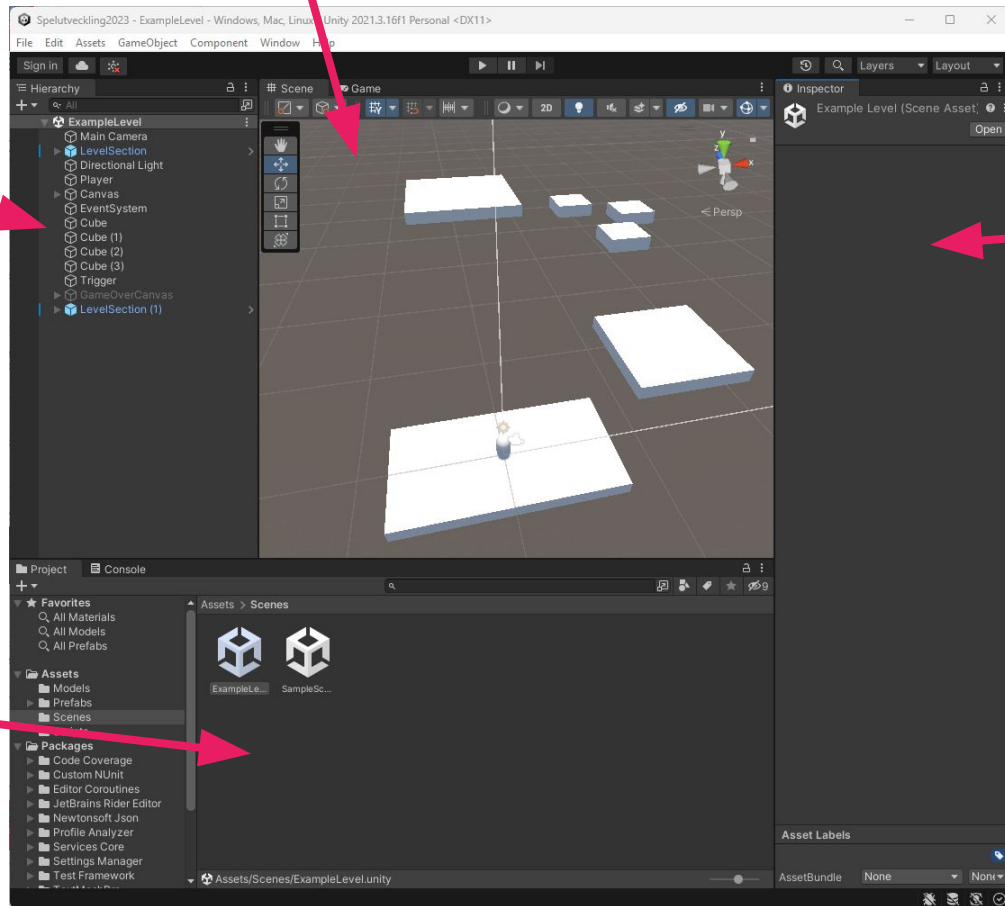 Spelutveckling2023 - ExampleLevel - Windows, Mac, Linux Unity 2021.3.16f1 Personal <DX11>
File Edit Assets GameObject Component Window
Sign in
Layers Layout
Hierarchy
Scene Game
Inspector
All
2D
Example Level (Scene Asset)
Open
ExampleLevel
Main Camera
LevelSection
Directional Light
Player
Canvas
EventSystem
Cube
Cube (1)
Cube (2)
Cube (3)
Trigger
GameOverCanvas
LevelSection (1)
y
x
z
Persp
Project Console
9
Favorites
All Materials
All Models
All Prefabs
Assets
Models
Prefabs
Scenes
Packages
Code Coverage
Custom NUnit
Editor Coroutines
JetBrains Rider Editor
Newtonsoft Json
Profile Analyzer
Services Core
Settings Manager
Test Framework
Assets > Scenes
ExampleLe...
SampleSc...
Assets/Scenes/ExampleLevel.unity
Asset Labels
AssetBundle None None